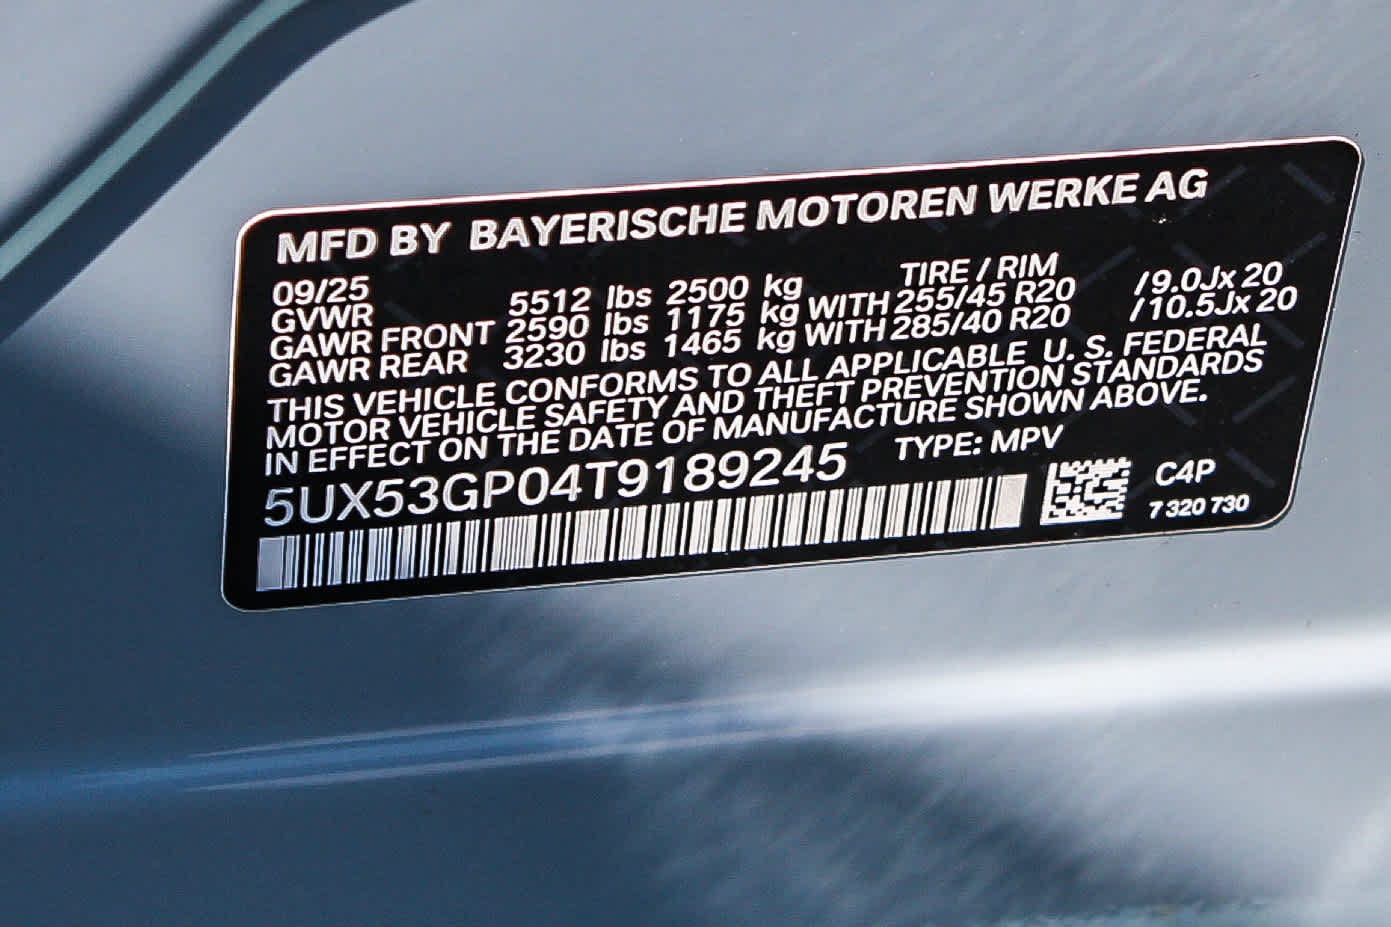 MFD BY BAYERISCHE MOTOREN WERKE AG
09/25 TIRE / RIM
GVWR 5512 lbs 2500 kg
GAWR FRONT 2590 lbs 1175 kg WITH 255/45 R20 /9.0Jx 20
GAWR REAR 3230 lbs 1465 kg WITH 285/40 R20 /10.5Jx 20
THIS VEHICLE CONFORMS TO ALL APPLICABLE U. S. FEDERAL
MOTOR VEHICLE SAFETY AND THEFT PREVENTION STANDARDS
IN EFFECT ON THE DATE OF MANUFACTURE SHOWN ABOVE.
5UX53GP04T9189245 TYPE: MPV
C4P
7 320 730